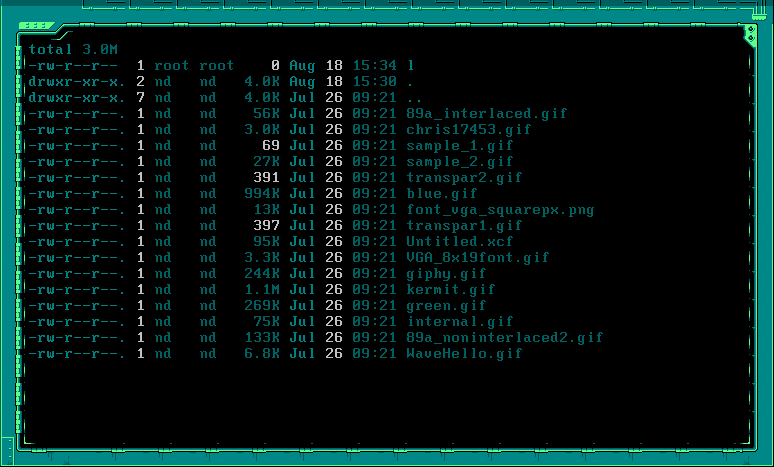 total 3.0M
-rw-r--r-- 1 root root 0 Aug 18 15:34 l
drwxr-xr-x. 2 nd nd 4.0K Aug 18 15:30 .
drwxr-xr-x. 7 nd nd 4.0K Jul 26 09:21 ..
-rw-r--r--. 1 nd nd 56K Jul 26 09:21 89a_interlaced.gif
-rw-r--r--. 1 nd nd 3.0K Jul 26 09:21 chris17453.gif
-rw-r--r--. 1 nd nd 69 Jul 26 09:21 sample_1.gif
-rw-r--r--. 1 nd nd 27K Jul 26 09:21 sample_2.gif
-rw-r--r--. 1 nd nd 391 Jul 26 09:21 transpar2.gif
-rw-r--r--. 1 nd nd 994K Jul 26 09:21 blue.gif
-rw-r--r--. 1 nd nd 13K Jul 26 09:21 font_vga_squarepx.png
-rw-r--r--. 1 nd nd 397 Jul 26 09:21 transpar1.gif
-rw-r--r--. 1 nd nd 95K Jul 26 09:21 Untitled.xcf
-rw-r--r--. 1 nd nd 3.3K Jul 26 09:21 VGA_8x19font.gif
-rw-r--r--. 1 nd nd 244K Jul 26 09:21 giphy.gif
-rw-r--r--. 1 nd nd 1.1M Jul 26 09:21 kermit.gif
-rw-r--r--. 1 nd nd 269K Jul 26 09:21 green.gif
-rw-r--r--. 1 nd nd 75K Jul 26 09:21 internal.gif
-rw-r--r--. 1 nd nd 133K Jul 26 09:21 89a_noninterlaced2.gif
-rw-r--r--. 1 nd nd 6.8K Jul 26 09:21 WaveHello.gif